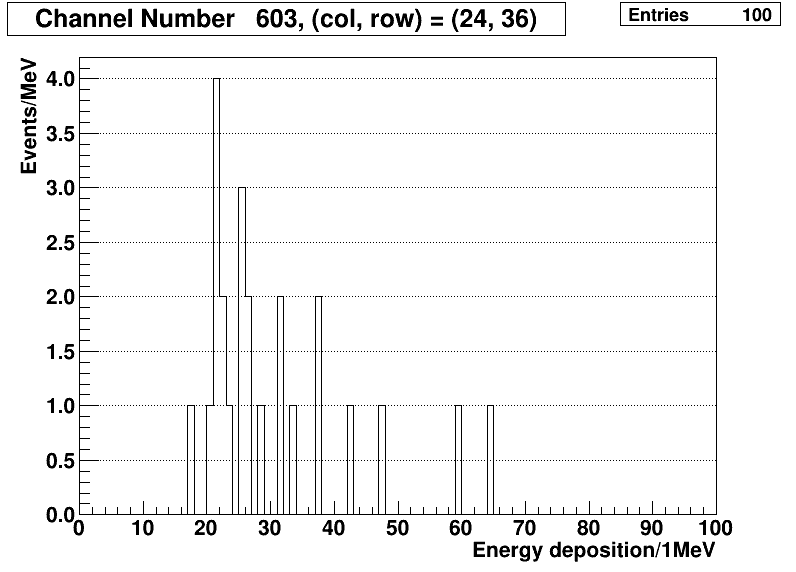 Channel Number 603, (col, row) = (24, 36)
Entries 100
Events/MeV
4.0
3.5
3.0
2.5
2.0
1.5
1.0
0.5
0.0
0 10 20 30 40 50 60 70 80 90 100
Energy deposition/1MeV